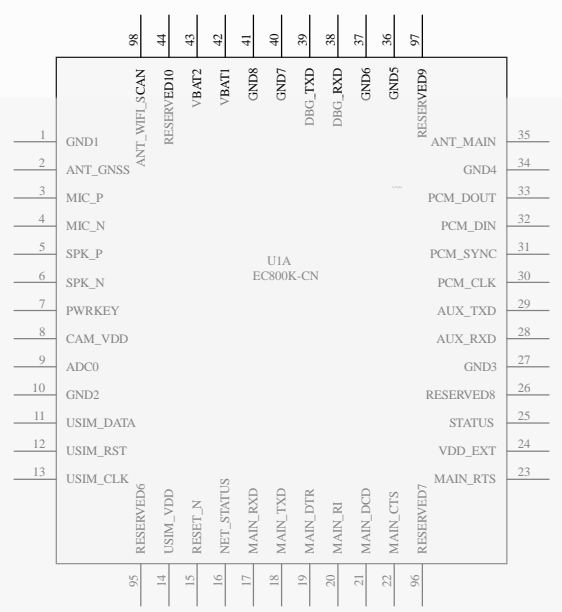 98 44 43 42 41 40 39 38 37 36 97
ANT_WIFI_SCAN
RESERVED10
VBAT2
VBAT1
GND8
GND7
DBG_TXD
DBG_RXD
GND6
GND5
RESERVED9
1 GND1 ANT_MAIN 35
2 ANT_GNSS GND4 34
3 MIC_P PCM_DOUT 33
4 MIC_N PCM_DIN 32
5 SPK_P PCM_SYNC 31
U1A
EC800K-CN
6 SPK_N PCM_CLK 30
7 PWRKEY AUX_TXD 29
8 CAM_VDD AUX_RXD 28
9 ADC0 GND3 27
10 GND2 RESERVED8 26
11 USIM_DATA STATUS 25
12 USIM_RST VDD_EXT 24
13 USIM_CLK MAIN_RTS 23
RESERVED6
USIM_VDD
RESET_N
NET_STATUS
MAIN_RXD
MAIN_TXD
MAIN_DTR
MAIN_RI
MAIN_DCD
MAIN_CTS
RESERVED7
95 14 15 16 17 18 19 20 21 22 96